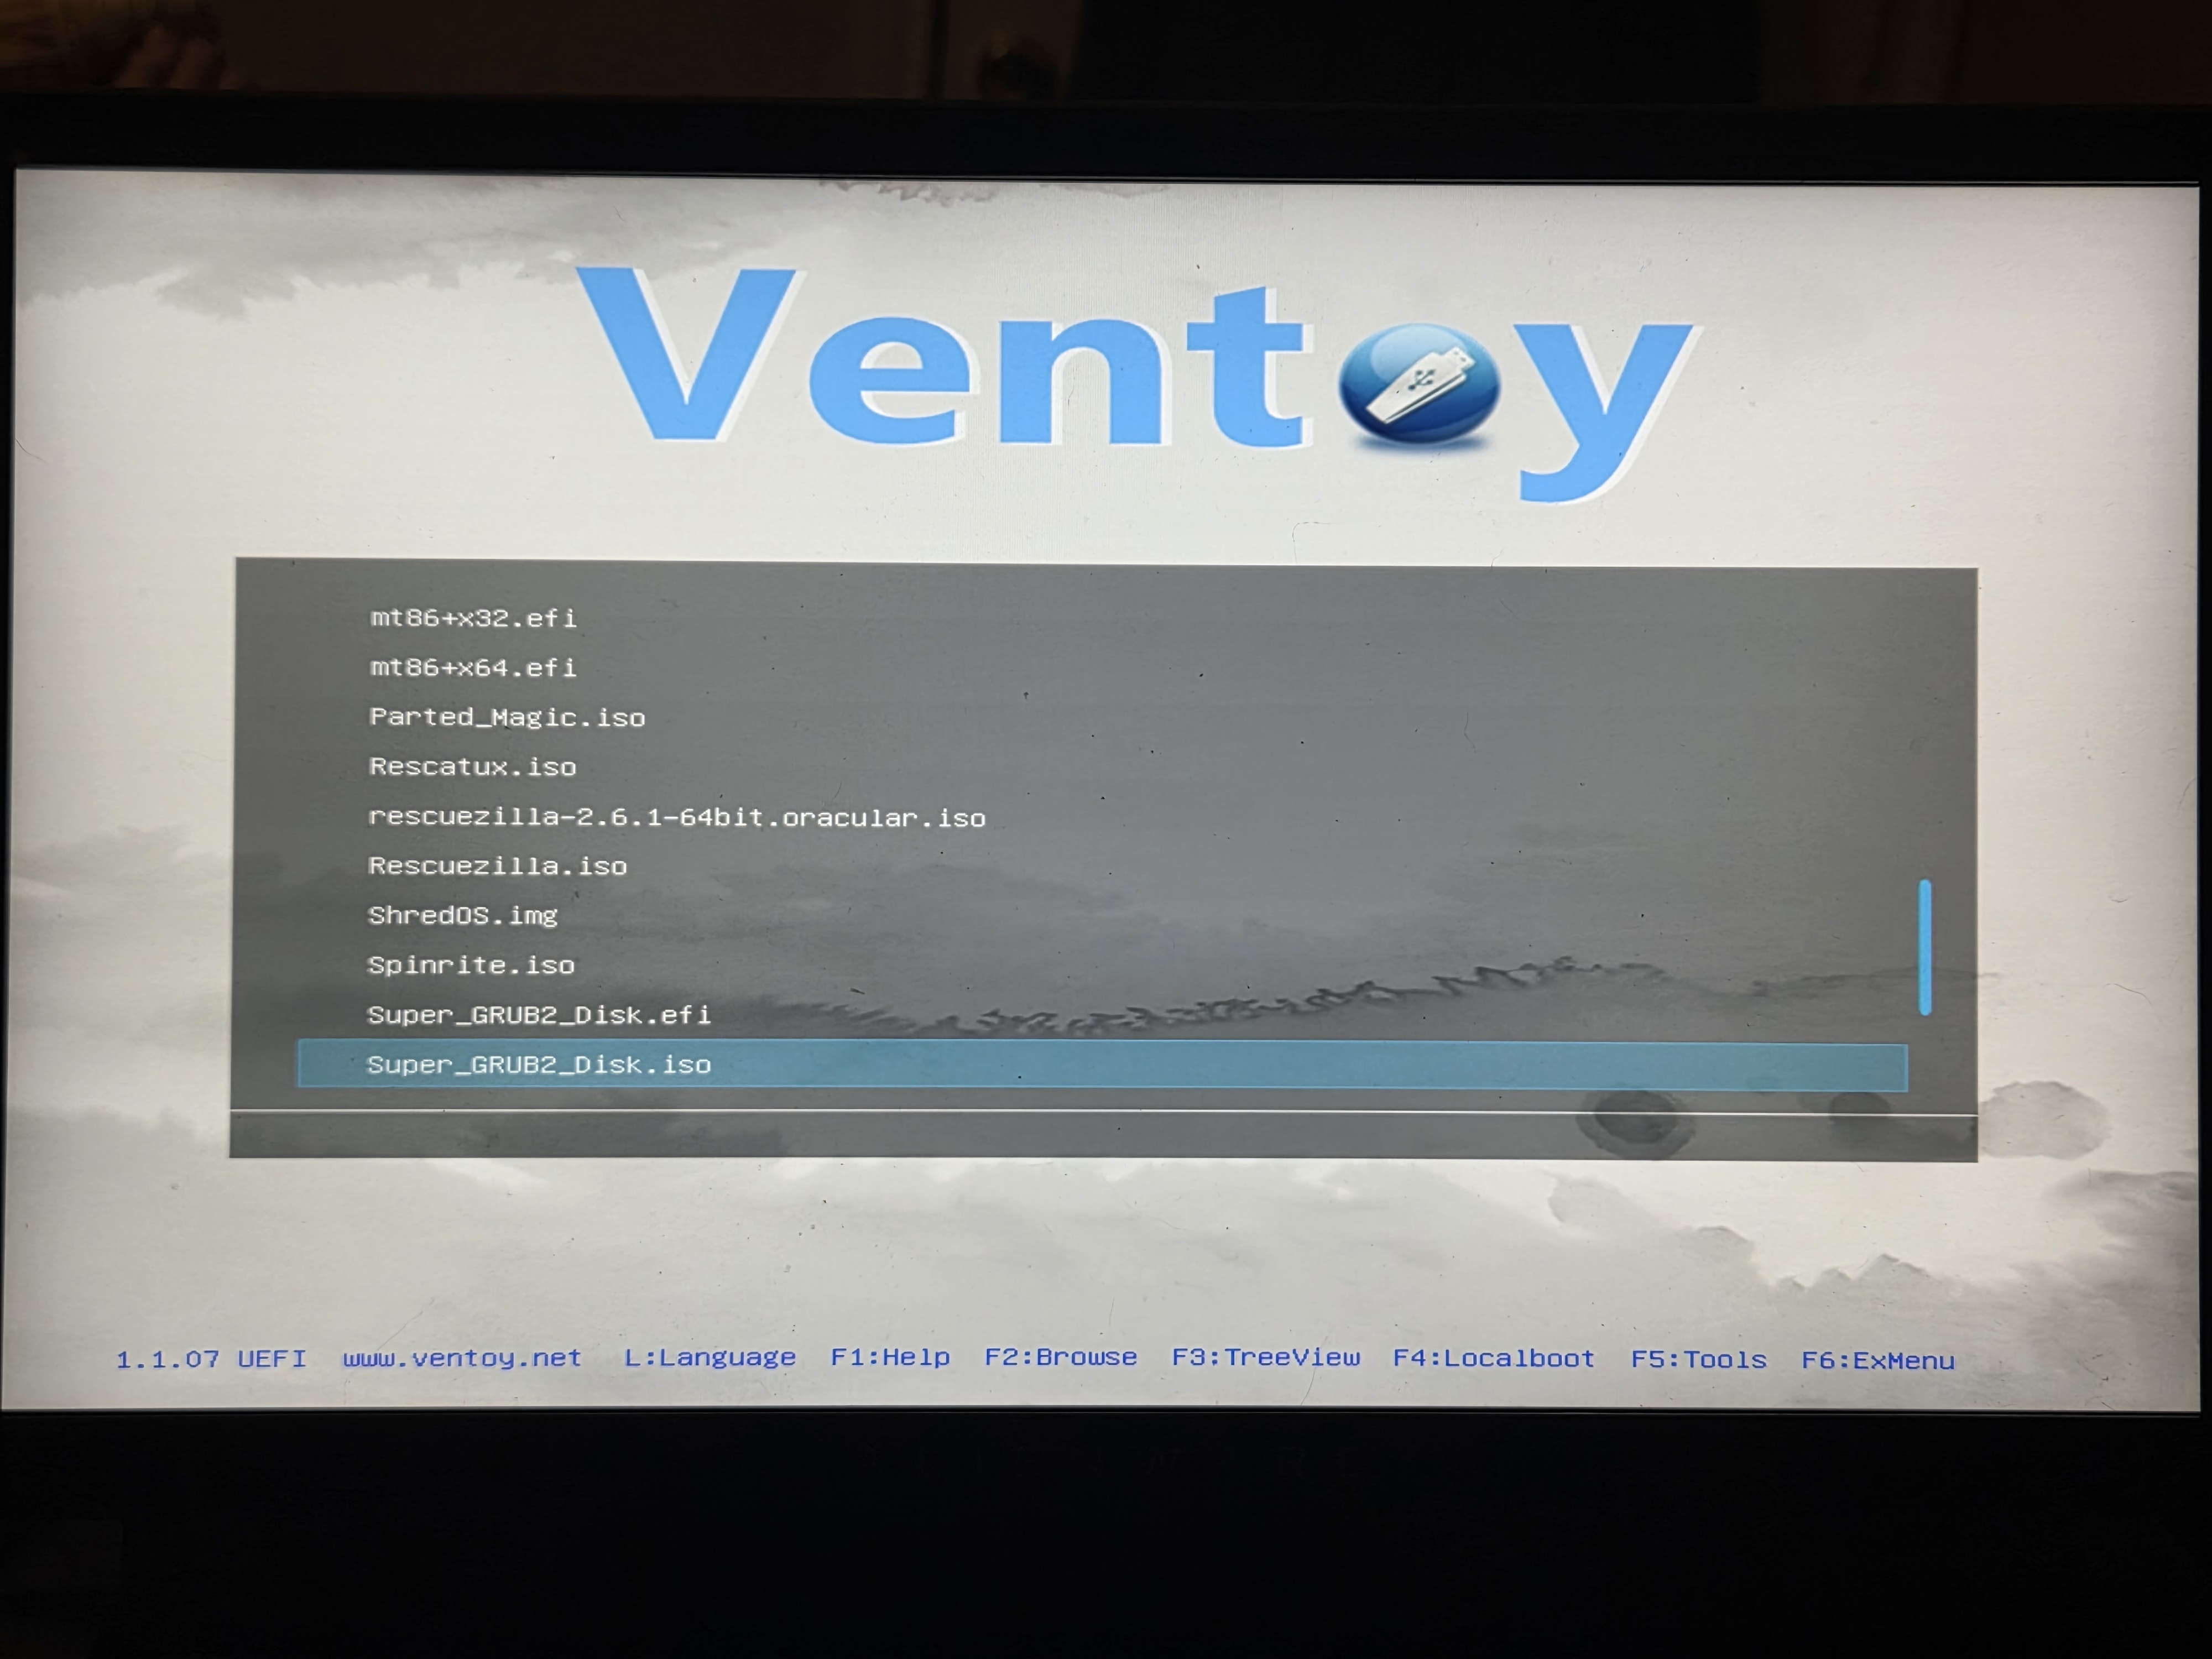 Ventoy
mt86+x32.efi
mt86+x64.efi
Parted_Magic.iso
Rescatux.iso
rescuezilla-2.6.1-64bit.oracular.iso
Rescuezilla.iso
ShredOS.img
Spinrite.iso
Super_GRUB2_Disk.efi
Super_GRUB2_Disk.iso
1.1.07 UEFI www.ventoy.net L:Language F1:Help F2:Browse F3:TreeView F4:Localboot F5:Tools F6:ExMenu